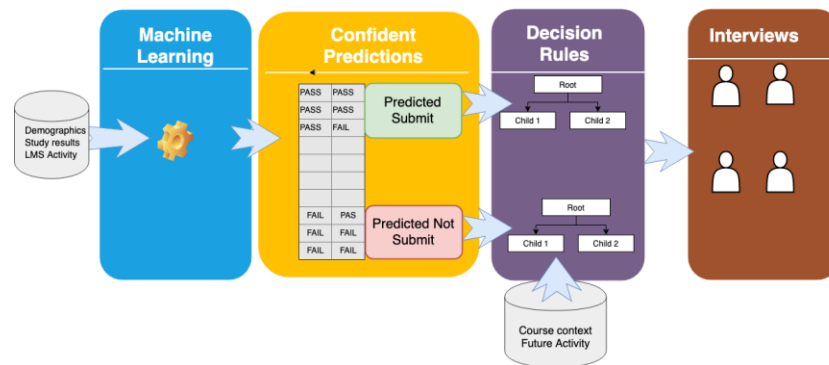 Machine
Learning
Confident
Predictions
Decision
Rules
Interviews
Demographics
Study results
LMS Activity
PASS PASS
PASS PASS
PASS FAIL
FAIL PAS
FAIL FAIL
FAIL FAIL
Predicted
Submit
Predicted Not
Submit
Root
Child 1 Child 2
Root
Child 1 Child 2
Course context
Future Activity